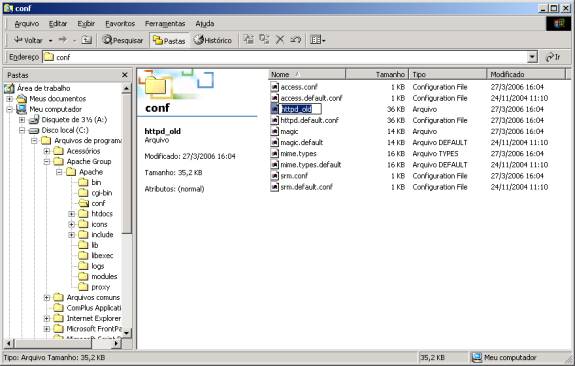 conf
Arquivo Editar Exibir Favoritos Ferramentas Ajuda
Voltar Pesquisar Pastas Histórico
Endereço conf Ir
Pastas
Área de trabalho
Meus documentos
Meu computador
Disquete de 3½ (A:)
Disco local (C:)
Arquivos de programa
Acessórios
Apache Group
Apache
bin
cgi-bin
conf
htdocs
icons
include
lib
libexec
logs
modules
proxy
Arquivos comuns
ComPlus Applicati
Internet Explorer
Microsoft FrontPa
conf
httpd_old
Arquivo
Modificado: 27/3/2006 16:04
Tamanho: 35,2 KB
Atributos: (normal)
Nome Tamanho Tipo Modificado
access.conf 1 KB Configuration File 27/3/2006 16:04
access.default.conf 1 KB Configuration File 24/11/2004 11:10
httpd_old 36 KB Arquivo 27/3/2006 16:04
httpd.default.conf 36 KB Configuration File 27/3/2006 16:04
magic 14 KB Arquivo 27/3/2006 16:04
magic.default 14 KB Arquivo DEFAULT 24/11/2004 11:10
mime.types 16 KB Arquivo TYPES 27/3/2006 16:04
mime.types.default 16 KB Arquivo DEFAULT 24/11/2004 11:10
srm.conf 1 KB Configuration File 27/3/2006 16:04
srm.default.conf 1 KB Configuration File 24/11/2004 11:10
Tipo: Arquivo Tamanho: 35,2 KB 35,2 KB Meu computador